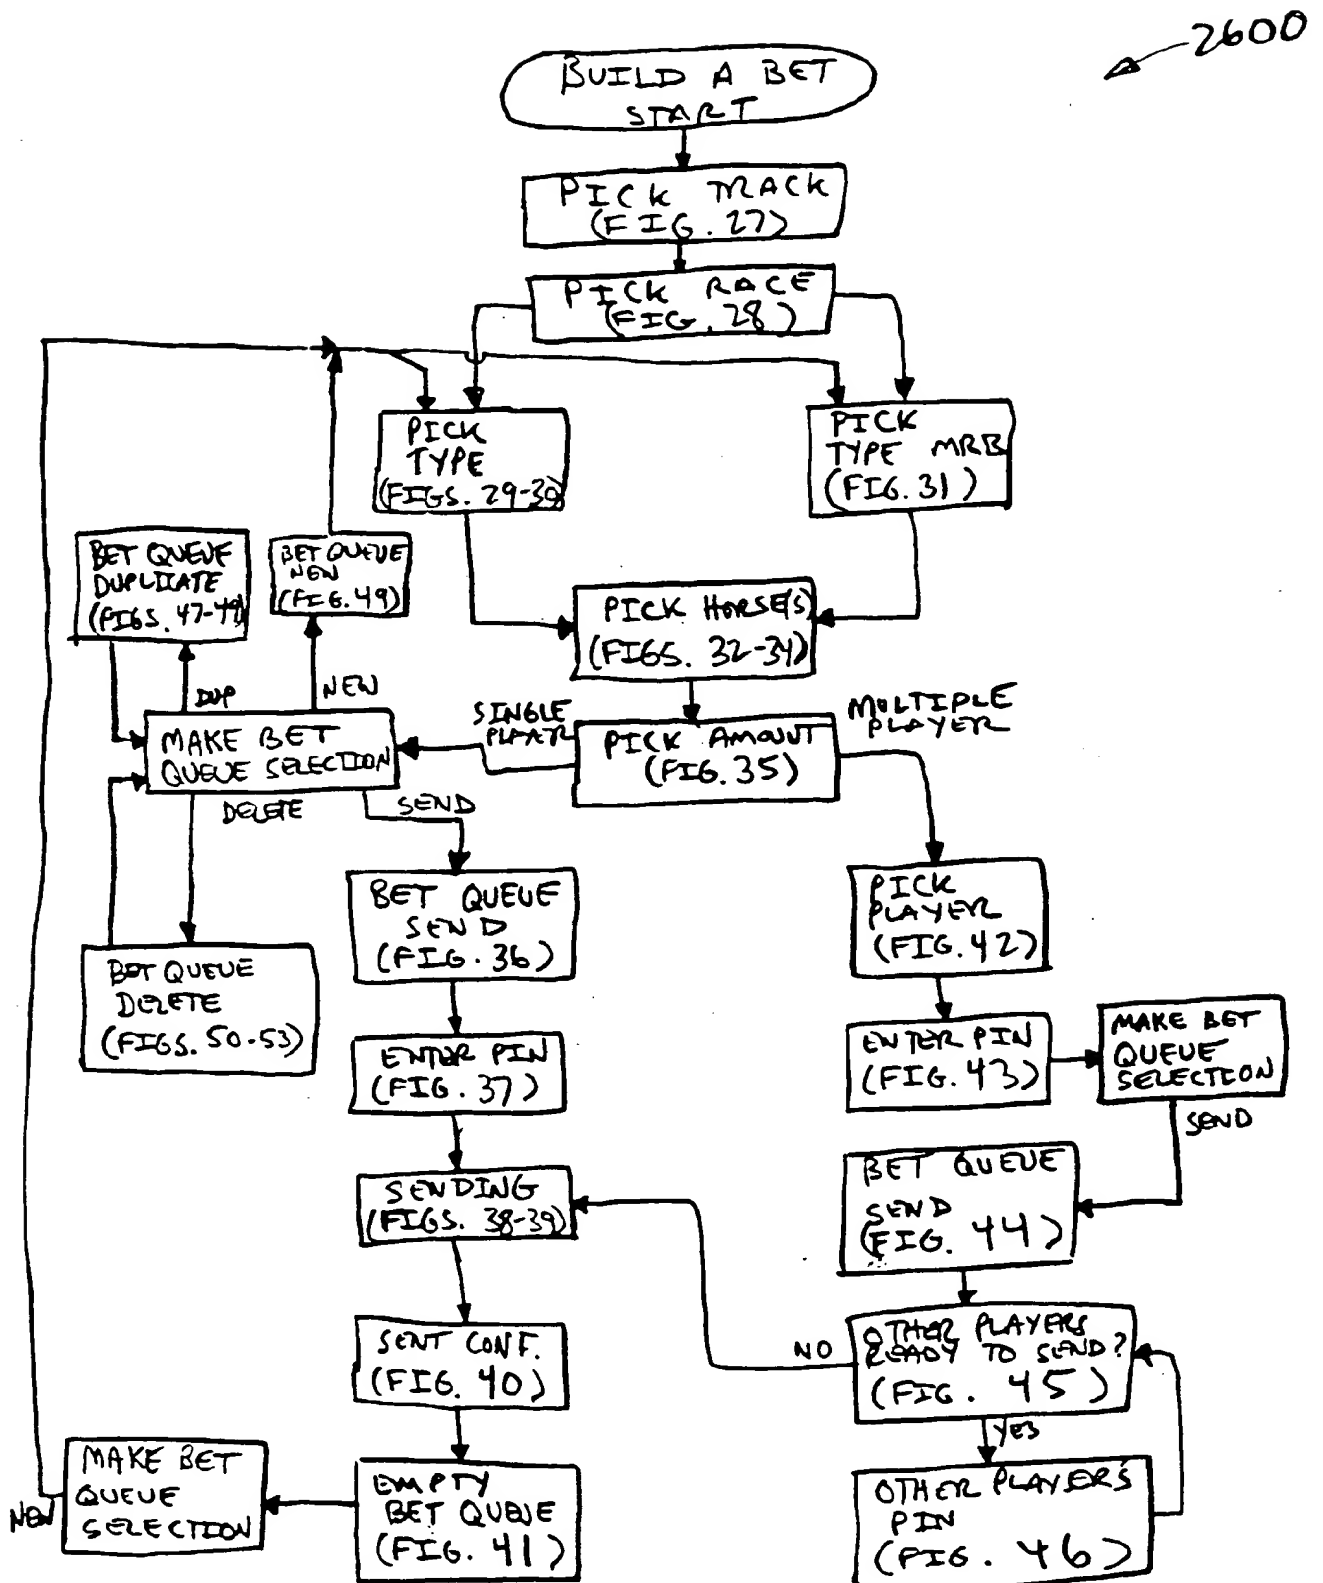 2600
BUILD A BET
START
PICK TRACK
(FIG. 27)
PICK RACE
(FIG. 28)
PICK
TYPE
(FIGS. 29-30)
PICK
TYPE MRB
(FIG. 31)
BET QUEUE
DUPLICATE
(FIGS. 47-49)
BET QUEUE
NEW
(FIG. 49)
PICK HORSE(S)
(FIGS. 32-34)
DUP
NEW
SINGLE
PLAYER
MULTIPLE
PLAYER
MAKE BET
QUEUE SELECTION
PICK AMOUNT
(FIG. 35)
DELETE
SEND
BET QUEUE
SEND
(FIG. 36)
PICK
PLAYER
(FIG. 42)
BET QUEUE
DELETE
(FIGS. 50-53)
ENTER PIN
(FIG. 37)
ENTER PIN
(FIG. 43)
MAKE BET
QUEUE
SELECTION
SEND
SENDING
(FIGS. 38-39)
BET QUEUE
SEND
(FIG. 44)
SENT CONF.
(FIG. 40)
NO
OTHER PLAYERS
READY TO SEND?
(FIG. 45)
YES
MAKE BET
QUEUE
SELECTION
NEW
EMPTY
BET QUEUE
(FIG. 41)
OTHER PLAYER'S
PIN
(FIG. 46)